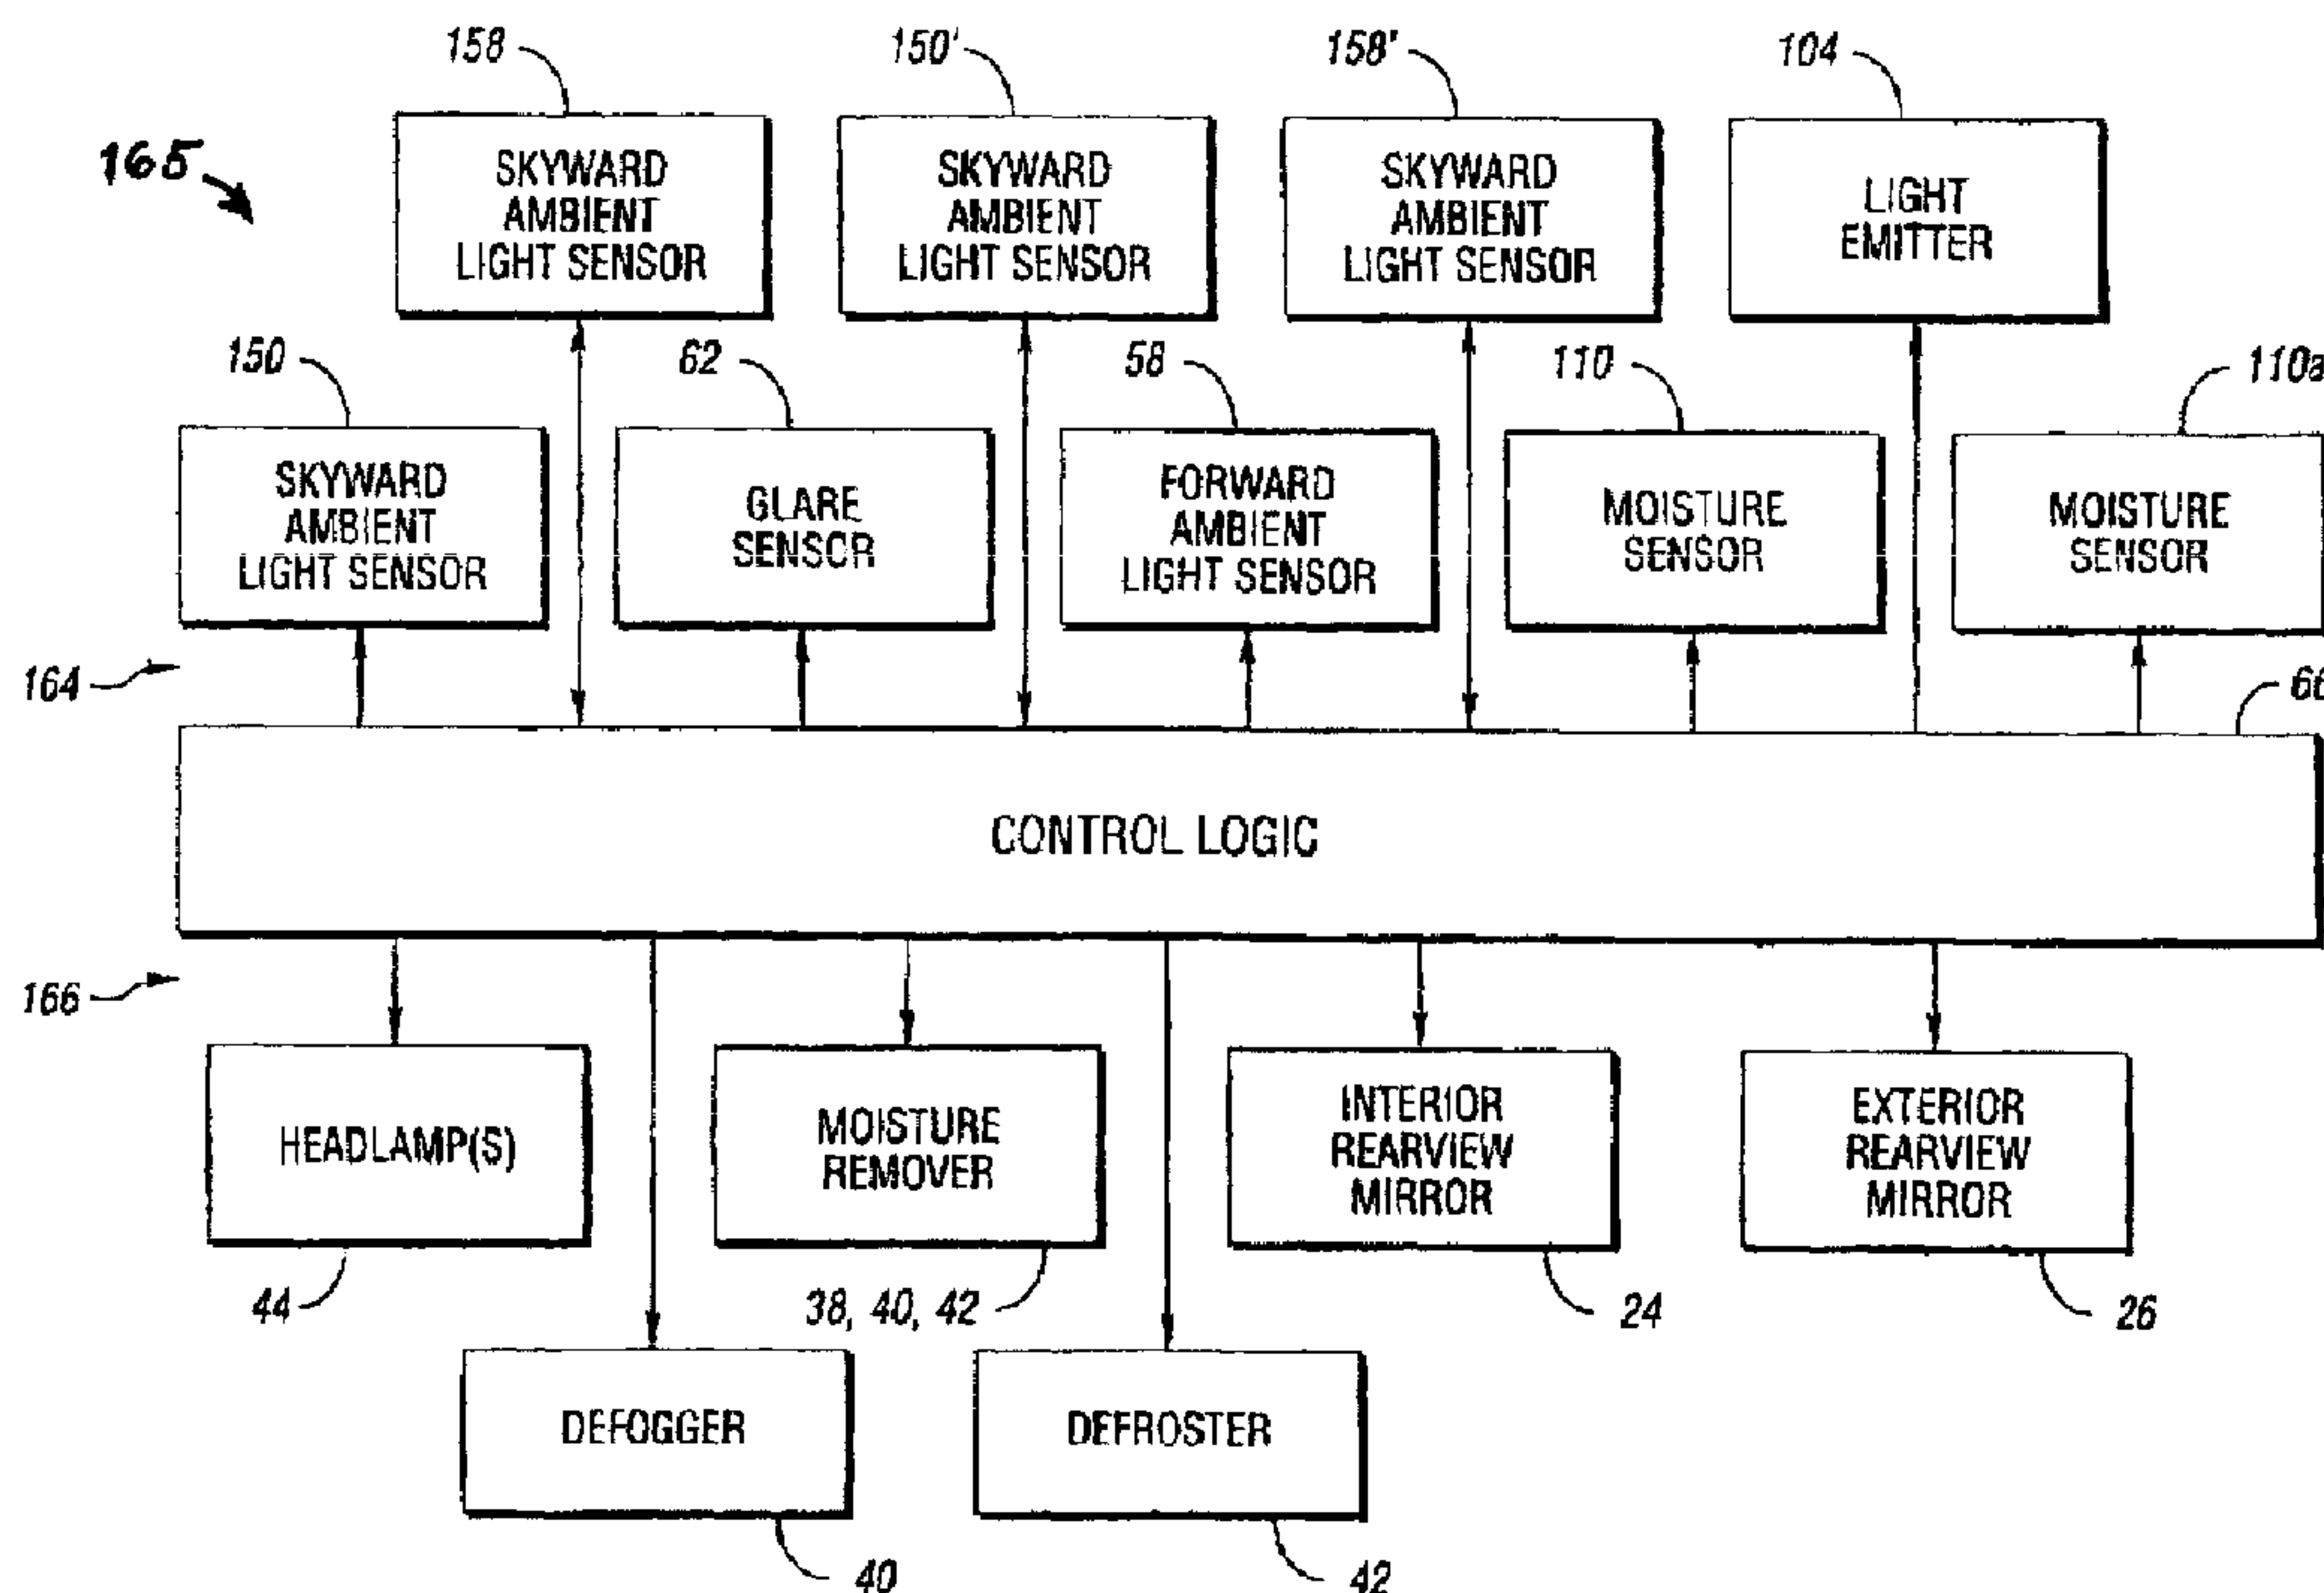 158
150'
158'
104
165
SKYWARD
AMBIENT
LIGHT SENSOR
SKYWARD
AMBIENT
LIGHT SENSOR
SKYWARD
AMBIENT
LIGHT SENSOR
LIGHT
EMITTER
150
62
58
110
110a
SKYWARD
AMBIENT
LIGHT SENSOR
GLARE
SENSOR
FORWARD
AMBIENT
LIGHT SENSOR
MOISTURE
SENSOR
MOISTURE
SENSOR
164
66
CONTROL LOGIC
166
HEADLAMP(S)
MOISTURE
REMOVER
INTERIOR
REARVIEW
MIRROR
EXTERIOR
REARVIEW
MIRROR
44
38, 40, 42
24
26
DEFOGGER
DEFROSTER
40
42